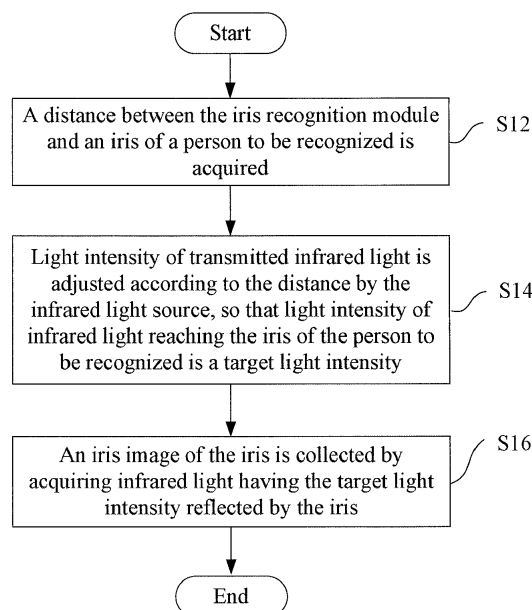 Start
A distance between the iris recognition module
and an iris of a person to be recognized is
acquired
S12
Light intensity of transmitted infrared light is
adjusted according to the distance by the
infrared light source, so that light intensity of
infrared light reaching the iris of the person to
be recognized is a target light intensity
S14
An iris image of the iris is collected by
acquiring infrared light having the target light
intensity reflected by the iris
S16
End